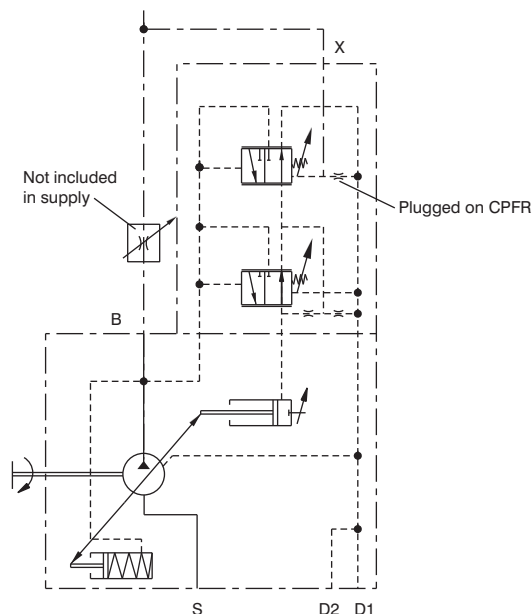 X
Not included
in supply
Plugged on CPFR
B
S
D2
D1